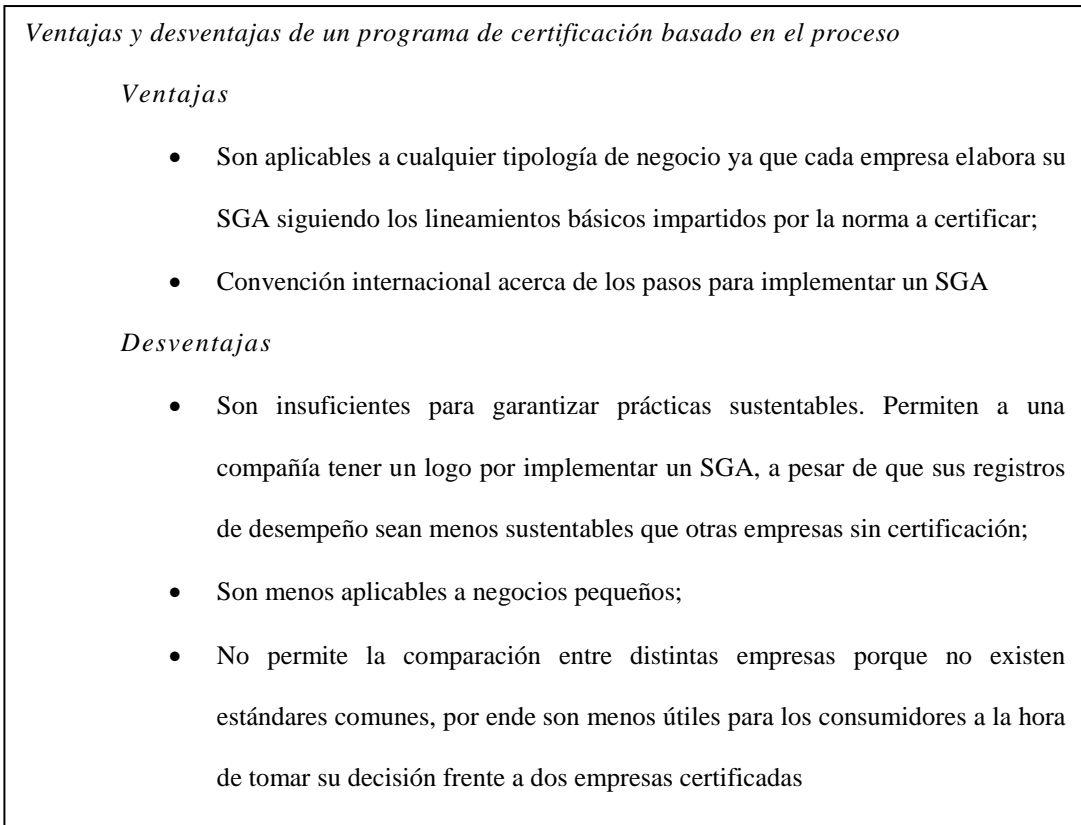 Ventajas y desventajas de un programa de certificación basado en el proceso
Ventajas
• Son aplicables a cualquier tipología de negocio ya que cada empresa elabora su
SGA siguiendo los lineamientos básicos impartidos por la norma a certificar;
• Convención internacional acerca de los pasos para implementar un SGA
Desventajas
• Son insuficientes para garantizar prácticas sustentables. Permiten a una
compañía tener un logo por implementar un SGA, a pesar de que sus registros
de desempeño sean menos sustentables que otras empresas sin certificación;
• Son menos aplicables a negocios pequeños;
• No permite la comparación entre distintas empresas porque no existen
estándares comunes, por ende son menos útiles para los consumidores a la hora
de tomar su decisión frente a dos empresas certificadas